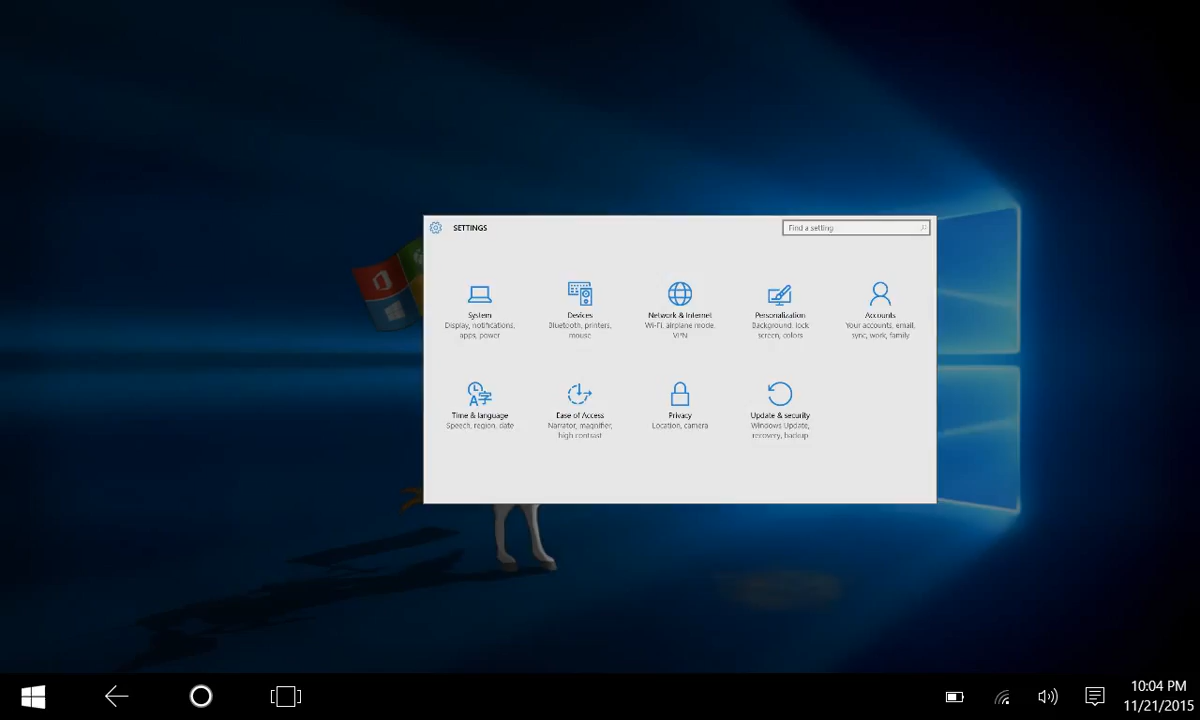 SETTINGS
Find a setting
System
Display, notifications,
apps, power
Devices
Bluetooth, printers,
mouse
Network & Internet
Wi-Fi, airplane mode,
VPN
Personalization
Background, lock
screen, colors
Accounts
Your accounts, email,
sync, work, family
Time & language
Speech, region, date
Ease of Access
Narrator, magnifier,
high contrast
Privacy
Location, camera
Update & security
Windows Update,
recovery, backup
10:04 PM
11/21/2015